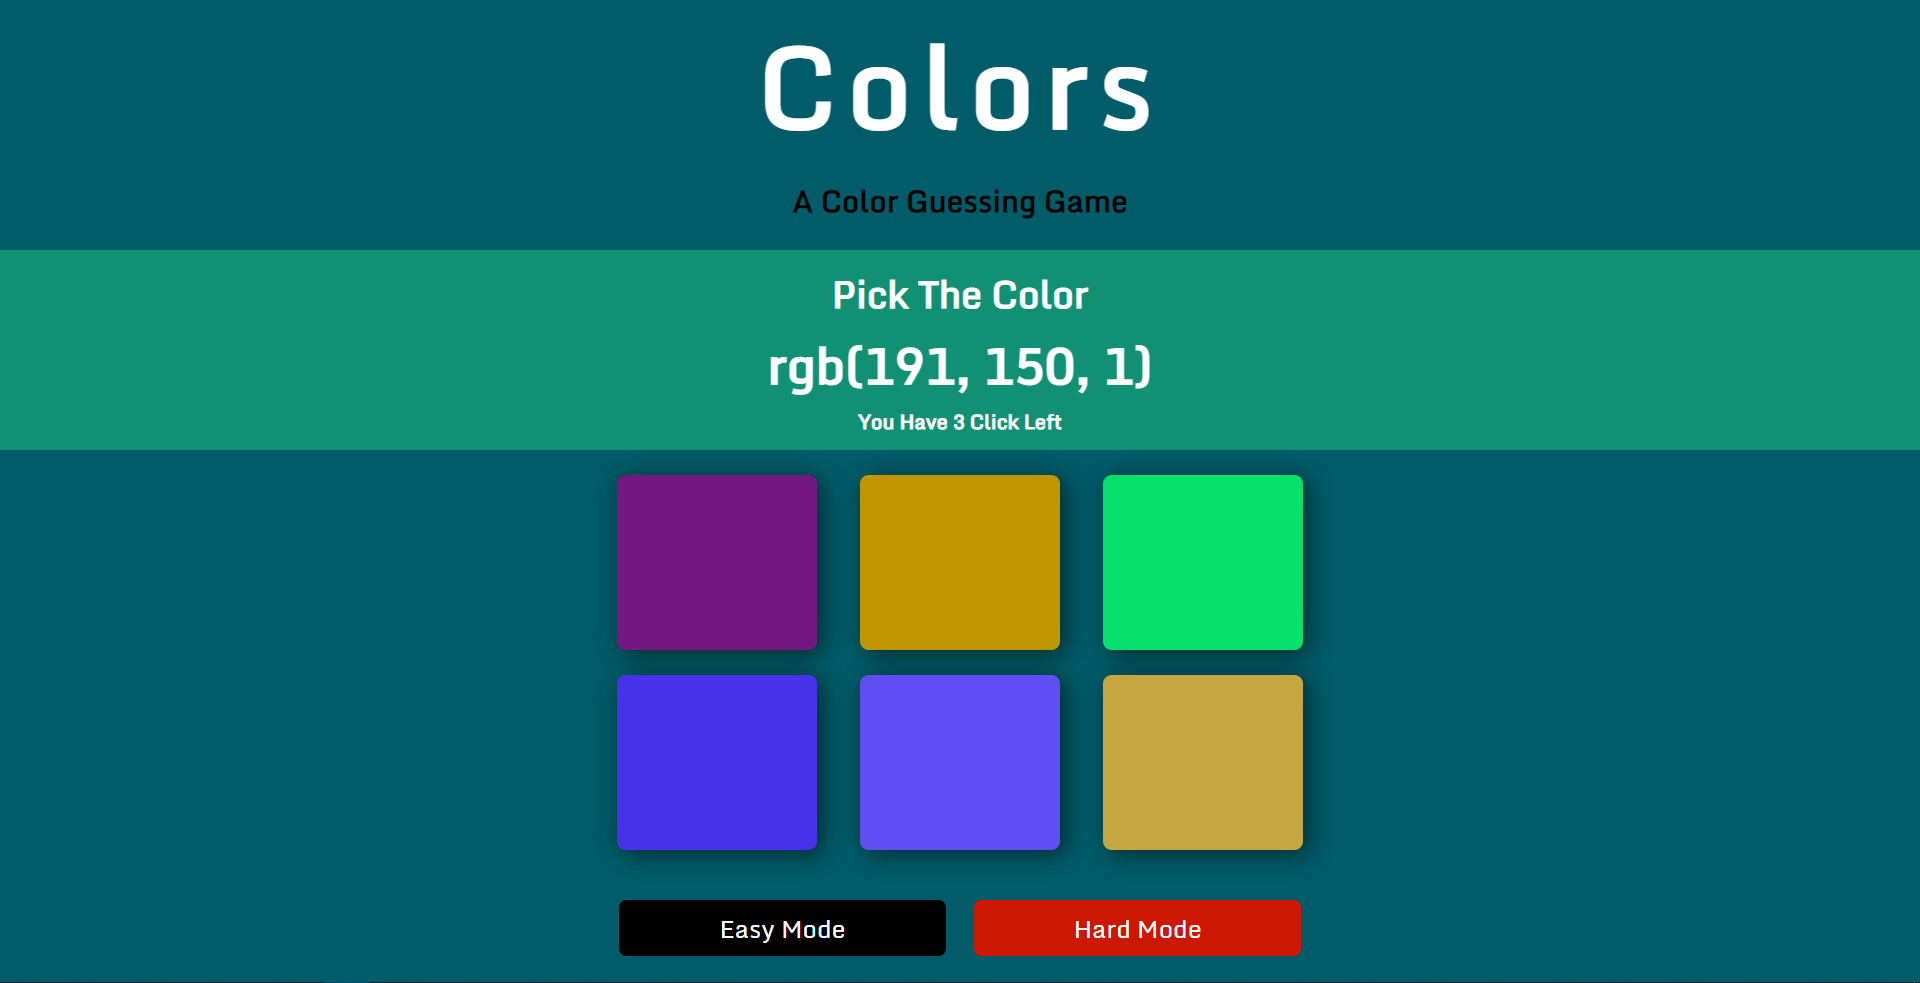 Colors
A Color Guessing Game
Pick The Color
rgb(191, 150, 1)
You Have 3 Click Left
Easy Mode
Hard Mode